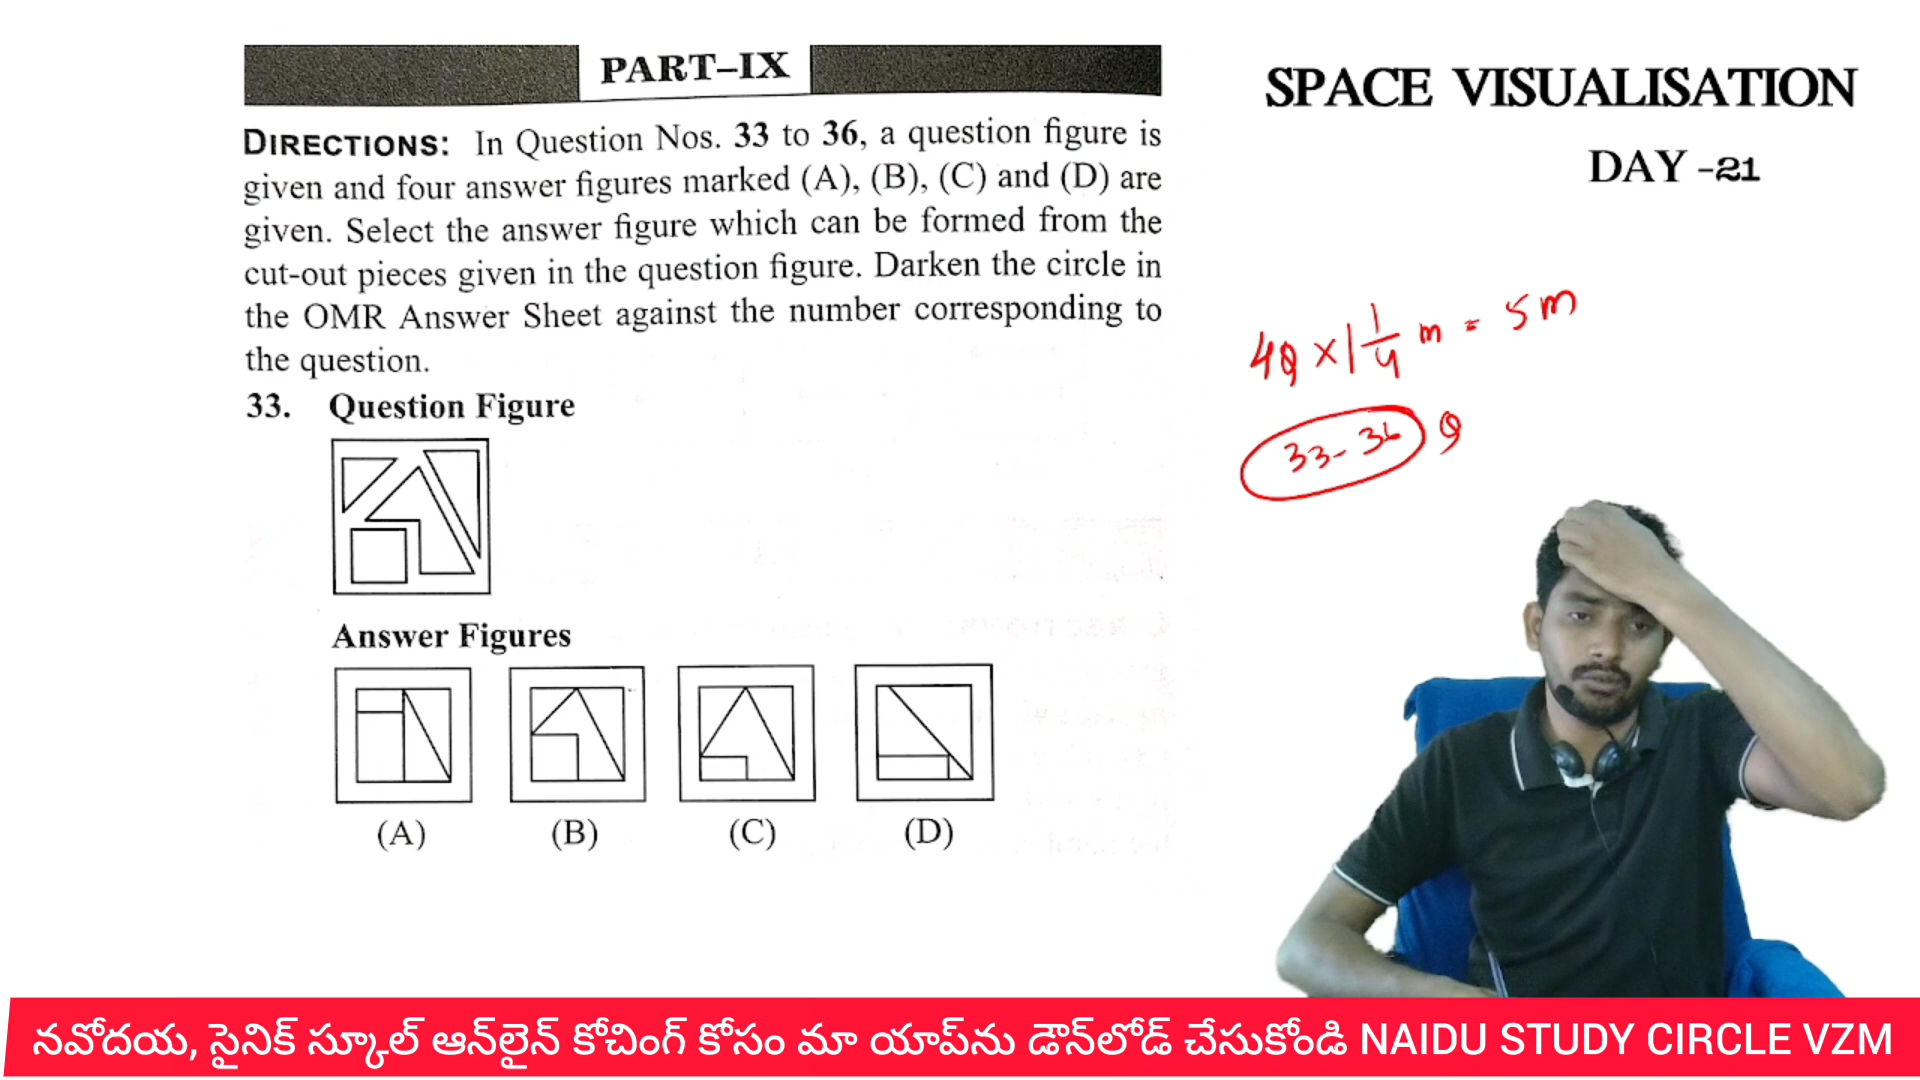 PART–IX
DIRECTIONS: In Question Nos. 33 to 36, a question figure is
given and four answer figures marked (A), (B), (C) and (D) are
given. Select the answer figure which can be formed from the
cut-out pieces given in the question figure. Darken the circle in
the OMR Answer Sheet against the number corresponding to
the question.
33. Question Figure
Answer Figures
(A) (B) (C) (D)
SPACE VISUALISATION
DAY -21
4Q × 1 1/4 m = 5 m
33 - 36 Q
నవోదయ, సైనిక్ స్కూల్ ఆన్‌లైన్ కోచింగ్ కోసం మా యాప్‌ను డౌన్‌లోడ్ చేసుకోండి NAIDU STUDY CIRCLE VZM